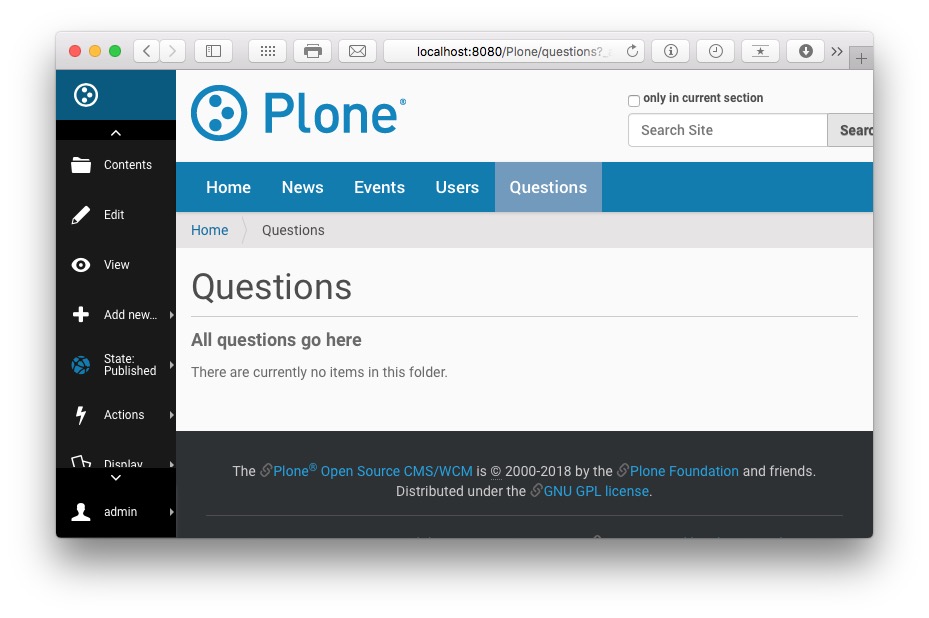 localhost:8080/Plone/questions?_
Plone®
only in current section
Search Site
Searc
Home News Events Users Questions
Home Questions
Contents
Edit
View
Add new...
State:
Published
Actions
Display
admin
Questions
All questions go here
There are currently no items in this folder.
The Plone® Open Source CMS/WCM is © 2000-2018 by the Plone Foundation and friends.
Distributed under the GNU GPL license.